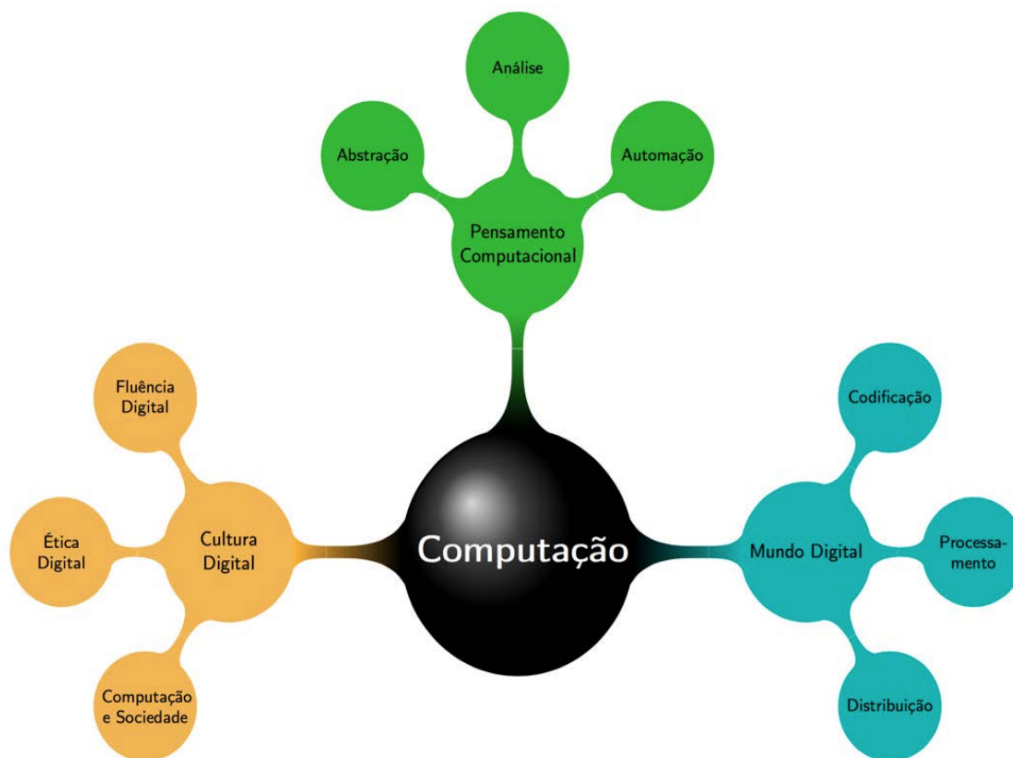 Análise
Abstração
Automação
Pensamento
Computacional
Fluência
Digital
Ética
Digital
Cultura
Digital
Computação
e Sociedade
Computação
Mundo Digital
Codificação
Processa-
mento
Distribuição